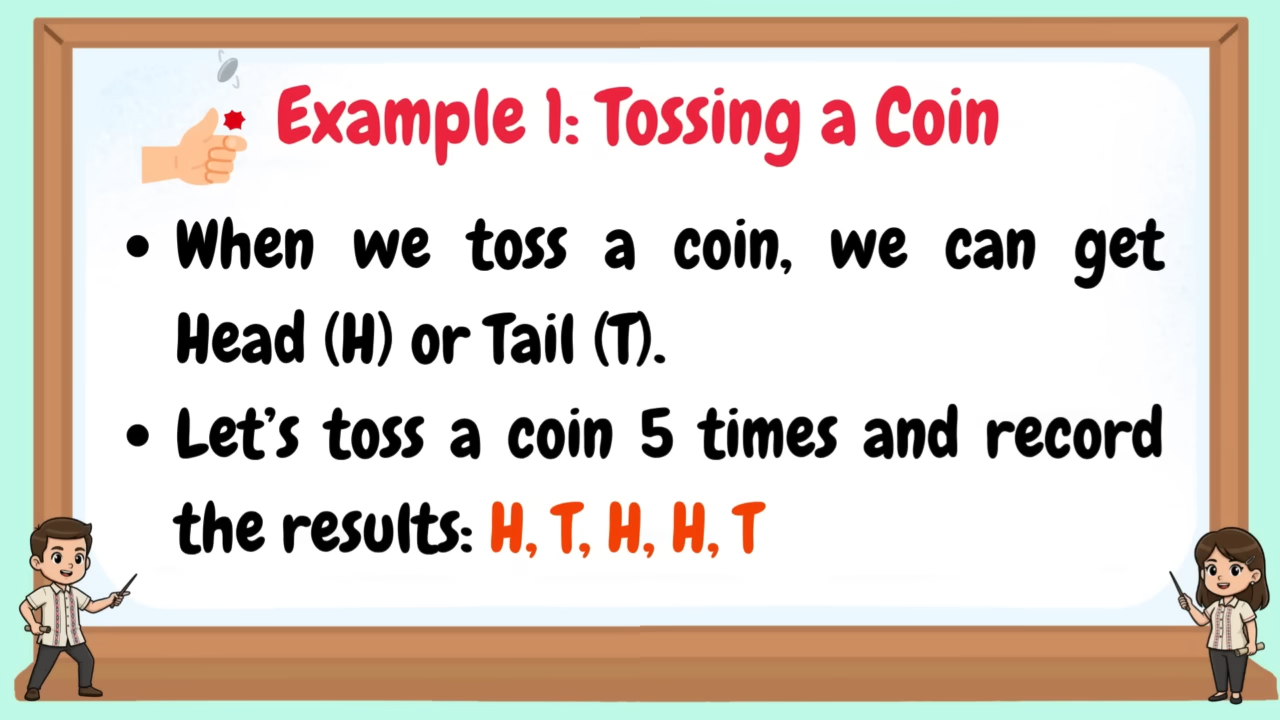 Example 1: Tossing a Coin
• When we toss a coin, we can get
Head (H) or Tail (T).
• Let's toss a coin 5 times and record
the results: H, T, H, H, T